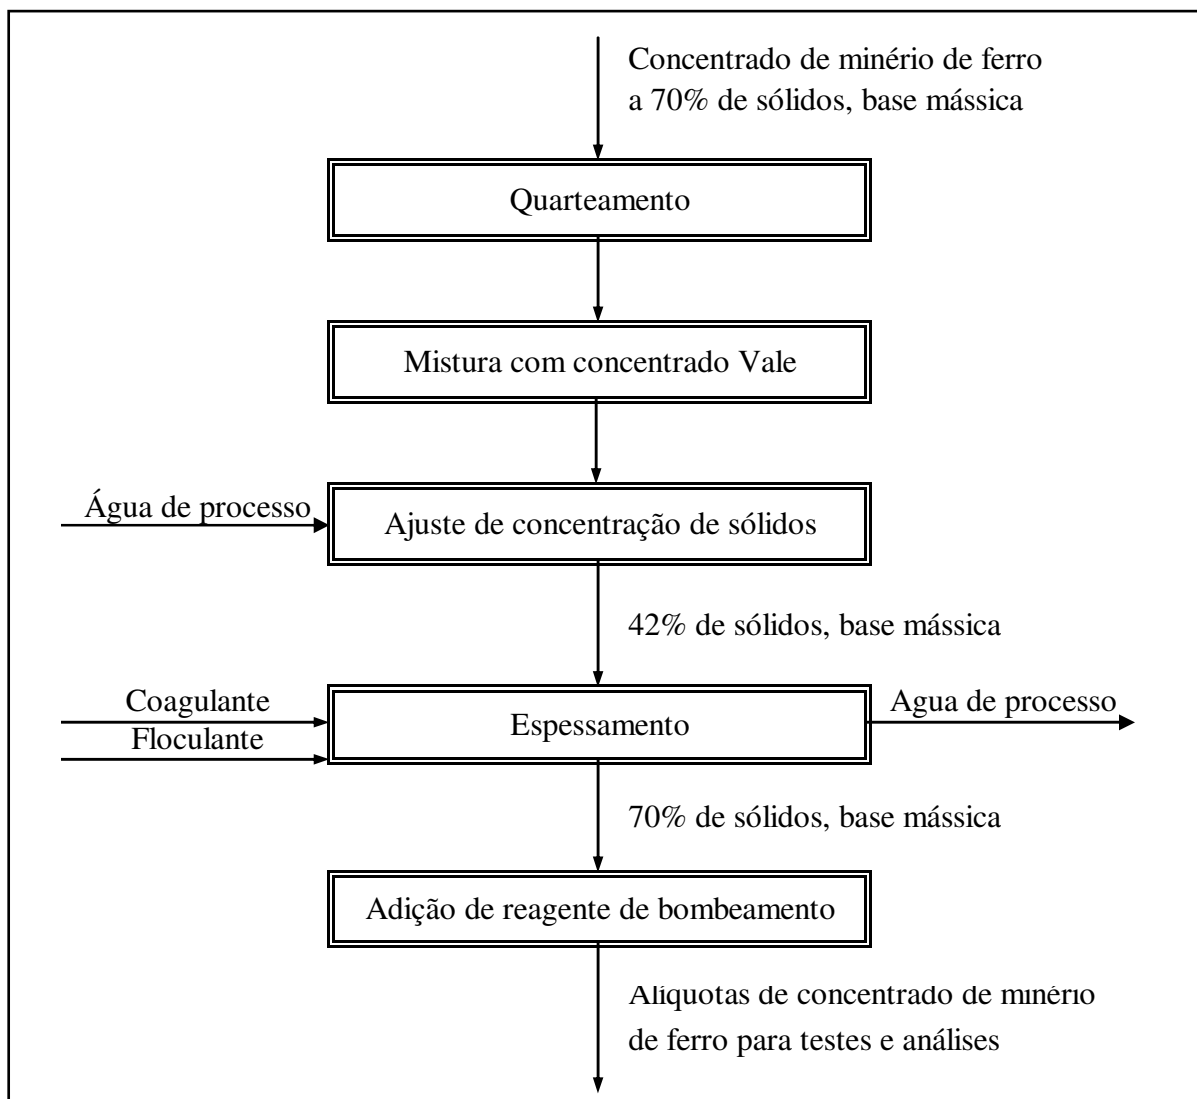 Concentrado de minério de ferro
a 70% de sólidos, base mássica
Quarteamento
Mistura com concentrado Vale
Água de processo
Ajuste de concentração de sólidos
42% de sólidos, base mássica
Coagulante
Floculante
Espessamento
Agua de processo
70% de sólidos, base mássica
Adição de reagente de bombeamento
Alíquotas de concentrado de minério
de ferro para testes e análises